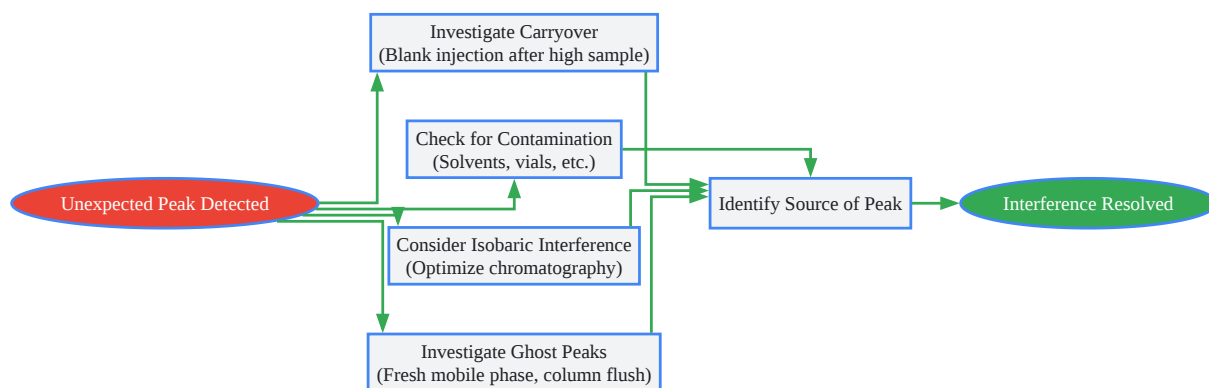 Investigate Carryover
(Blank injection after high sample)
Check for Contamination
(Solvents, vials, etc.)
Unexpected Peak Detected
Identify Source of Peak
Interference Resolved
Consider Isobaric Interference
(Optimize chromatography)
Investigate Ghost Peaks
(Fresh mobile phase, column flush)